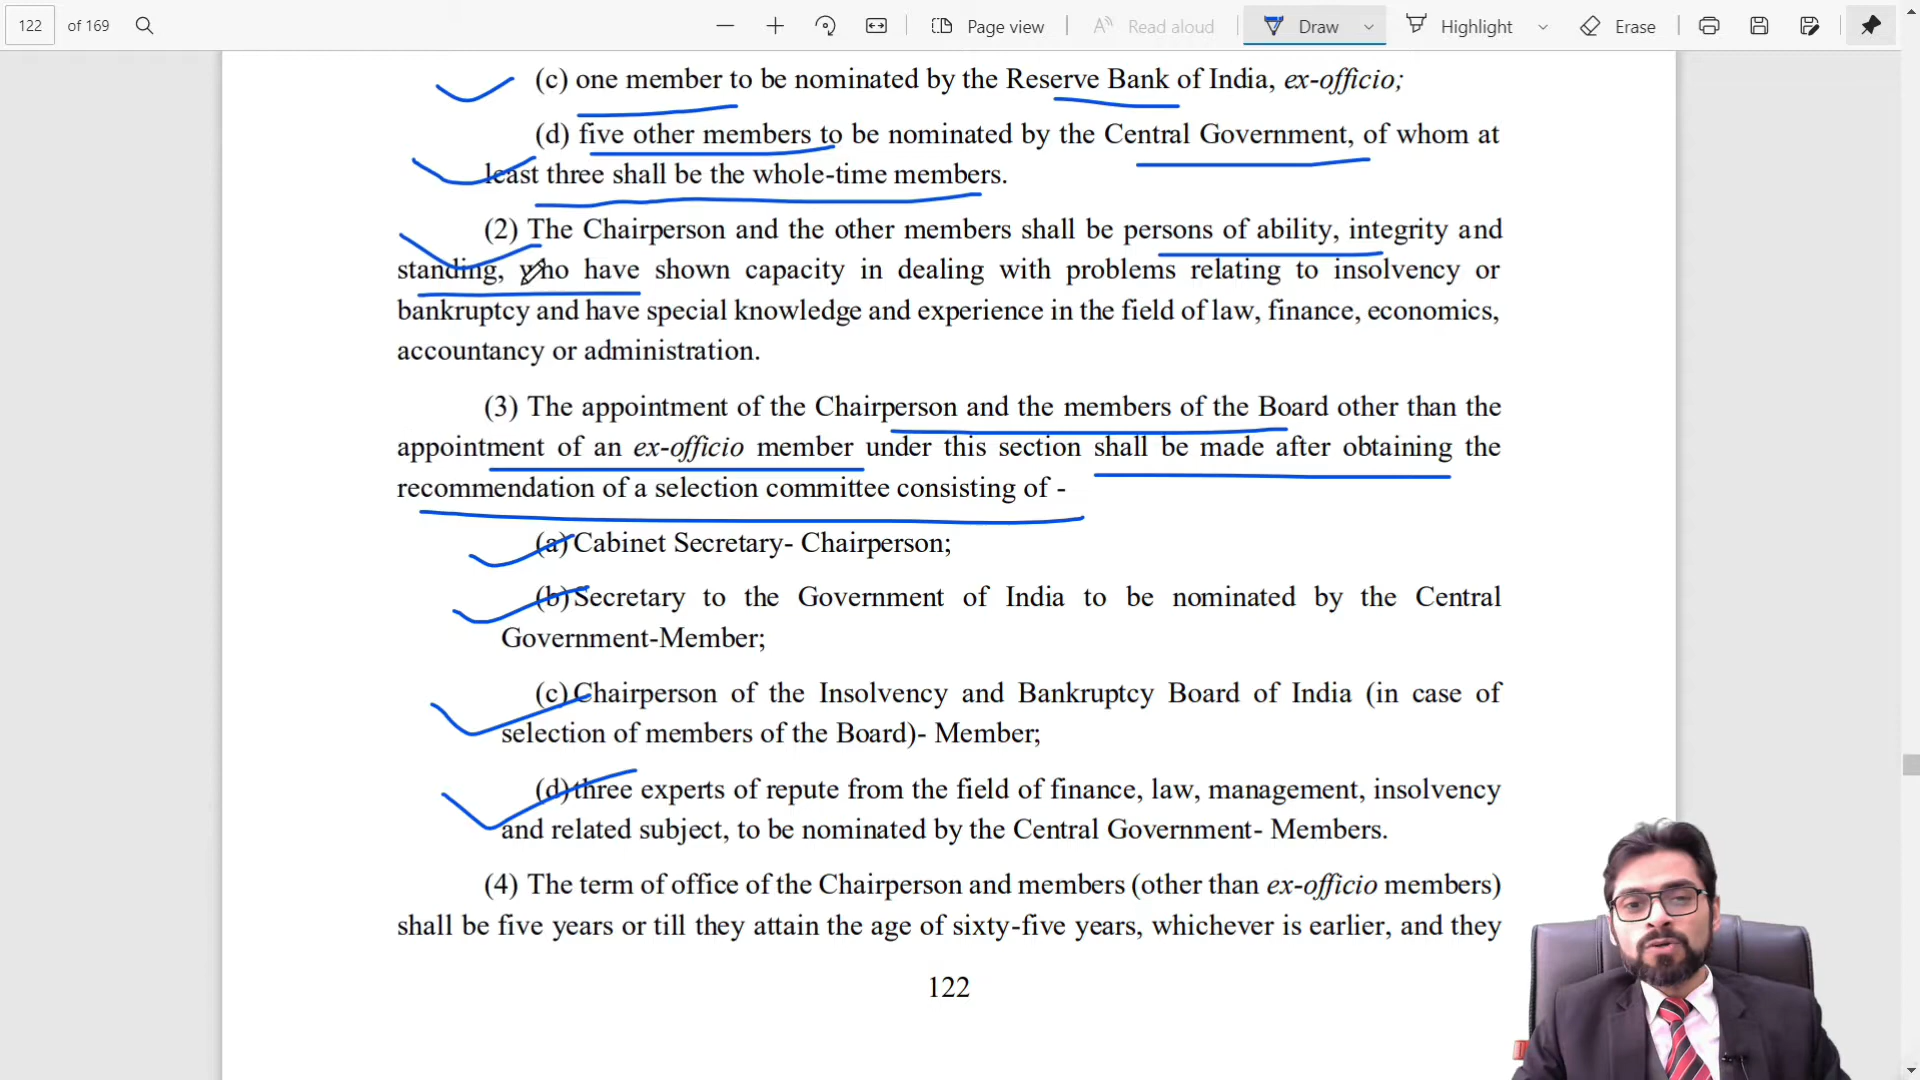 122 of 169 Page view Read aloud Draw Highlight Erase
(c) one member to be nominated by the Reserve Bank of India, ex-officio;
(d) five other members to be nominated by the Central Government, of whom at
least three shall be the whole-time members.
(2) The Chairperson and the other members shall be persons of ability, integrity and
standing, who have shown capacity in dealing with problems relating to insolvency or
bankruptcy and have special knowledge and experience in the field of law, finance, economics,
accountancy or administration.
(3) The appointment of the Chairperson and the members of the Board other than the
appointment of an ex-officio member under this section shall be made after obtaining the
recommendation of a selection committee consisting of -
(a) Cabinet Secretary- Chairperson;
(b) Secretary to the Government of India to be nominated by the Central
Government-Member;
(c) Chairperson of the Insolvency and Bankruptcy Board of India (in case of
selection of members of the Board)- Member;
(d) three experts of repute from the field of finance, law, management, insolvency
and related subject, to be nominated by the Central Government- Members.
(4) The term of office of the Chairperson and members (other than ex-officio members)
shall be five years or till they attain the age of sixty-five years, whichever is earlier, and they
122